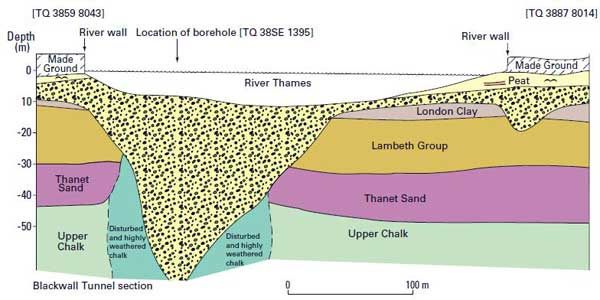 [TQ 3859 8043]
[TQ 3887 8014]
Depth
(m)
River wall
Location of borehole [TQ 38SE 1395]
River wall
Made
Ground
Made Ground
0
River Thames
Peat
10
London Clay
-20
Lambeth Group
-30
Thanet
Sand
Thanet Sand
-40
-50
Upper
Chalk
Disturbed
and highly
weathered
chalk
Disturbed
and highly
weathered
chalk
Upper Chalk
Blackwall Tunnel section
0
100 m